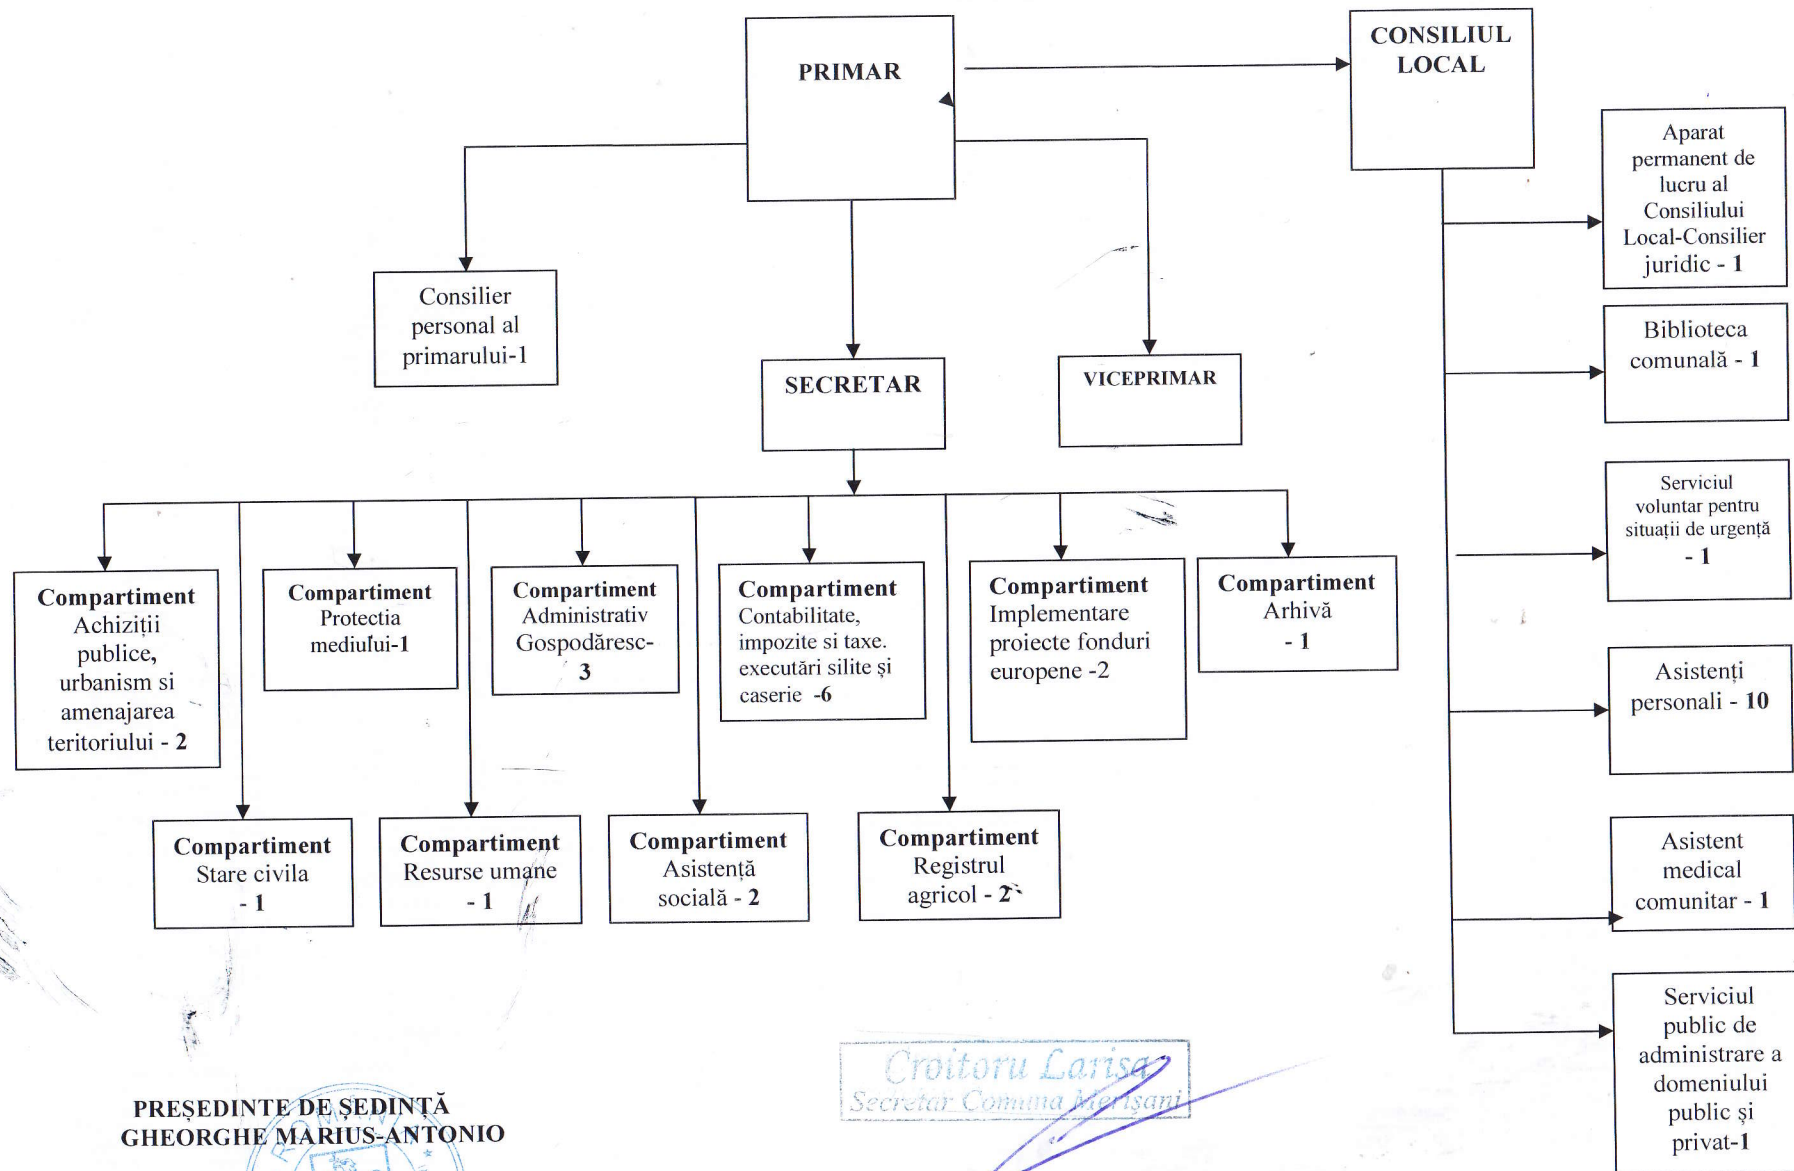 PRIMAR
CONSILIUL
LOCAL
Aparat
permanent de
lucru al
Consiliului
Local-Consilier
juridic - 1
Consilier
personal al
primarului-1
Biblioteca
comunală - 1
SECRETAR
VICEPRIMAR
Serviciul
voluntar pentru
situații de urgență
- 1
Compartiment
Achiziții
publice,
urbanism si
amenajarea
teritoriului - 2
Compartiment
Protectia
mediului-1
Compartiment
Administrativ
Gospodăresc-
3
Compartiment
Contabilitate,
impozite si taxe.
executări silite și
caserie -6
Compartiment
Implementare
proiecte fonduri
europene -2
Compartiment
Arhivă
- 1
Asistenți
personali - 10
Compartiment
Stare civila
- 1
Compartiment
Resurse umane
- 1
Compartiment
Asistență
socială - 2
Compartiment
Registrul
agricol - 2
Asistent
medical
comunitar - 1
Serviciul
public de
administrare a
domeniului
public și
privat-1
Croitoru Larisa
Secretar Comuna Merișani
PREȘEDINTE DE ȘEDINȚĂ
GHEORGHE MARIUS-ANTONIO